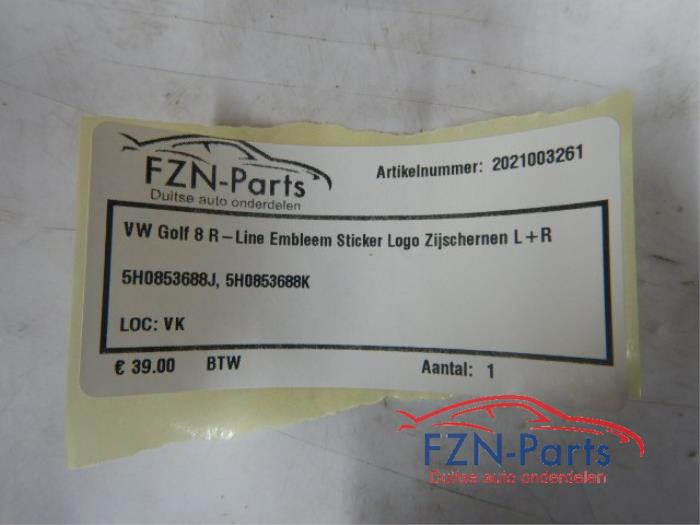 FZN-Parts
Duitse auto onderdelen
Artikelnummer: 2021003261
VW Golf 8 R-Line Embleem Sticker Logo Zijschernen L+R
5H0853688J, 5H0853688K
LOC: VK
€ 39.00 BTW Aantal: 1
FZN-Parts
Duitse auto onderdelen